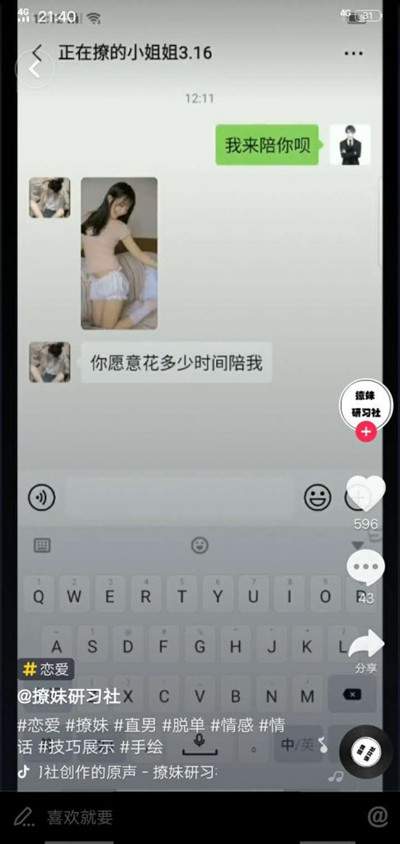 4G 21:40
4G 31
正在撩的小姐姐3.16
12:11
我来陪你呗
你愿意花多少时间陪我
撩妹
研习社
596
43
Q W E R T Y U I O P
A S D F G H J K L
X C V B N M
分享
#恋爱
@撩妹研习社
#恋爱 #撩妹 #直男 #脱单 #情感 #情
话 #技巧展示 #手绘
中/英
社创作的原声 - 撩妹研习
喜欢就要
@